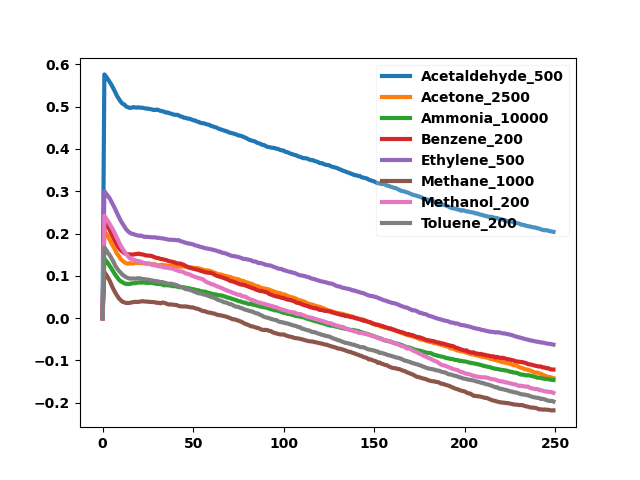 0.6
0.5
0.4
0.3
0.2
0.1
0.0
−0.1
−0.2
0 50 100 150 200 250
Acetaldehyde_500
Acetone_2500
Ammonia_10000
Benzene_200
Ethylene_500
Methane_1000
Methanol_200
Toluene_200